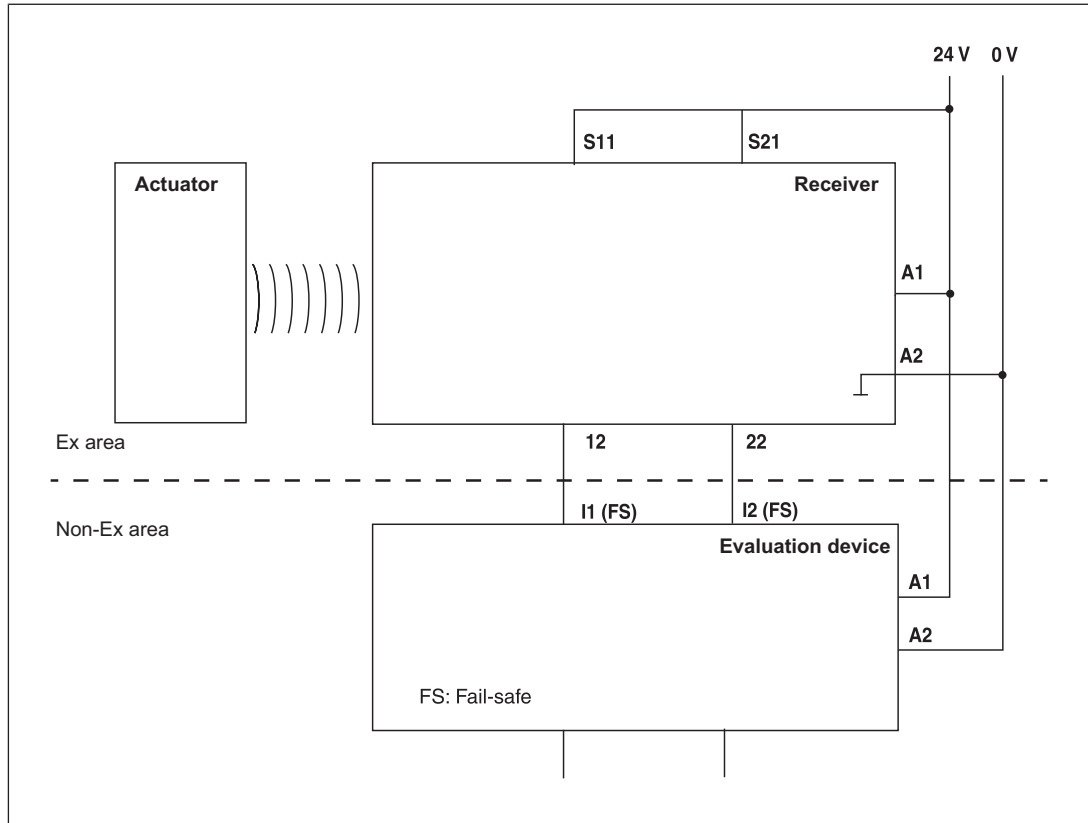 24 V 0 V
S11 S21
Actuator Receiver
A1
A2
Ex area 12 22
Non-Ex area I1 (FS) I2 (FS)
Evaluation device
A1
A2
FS: Fail-safe